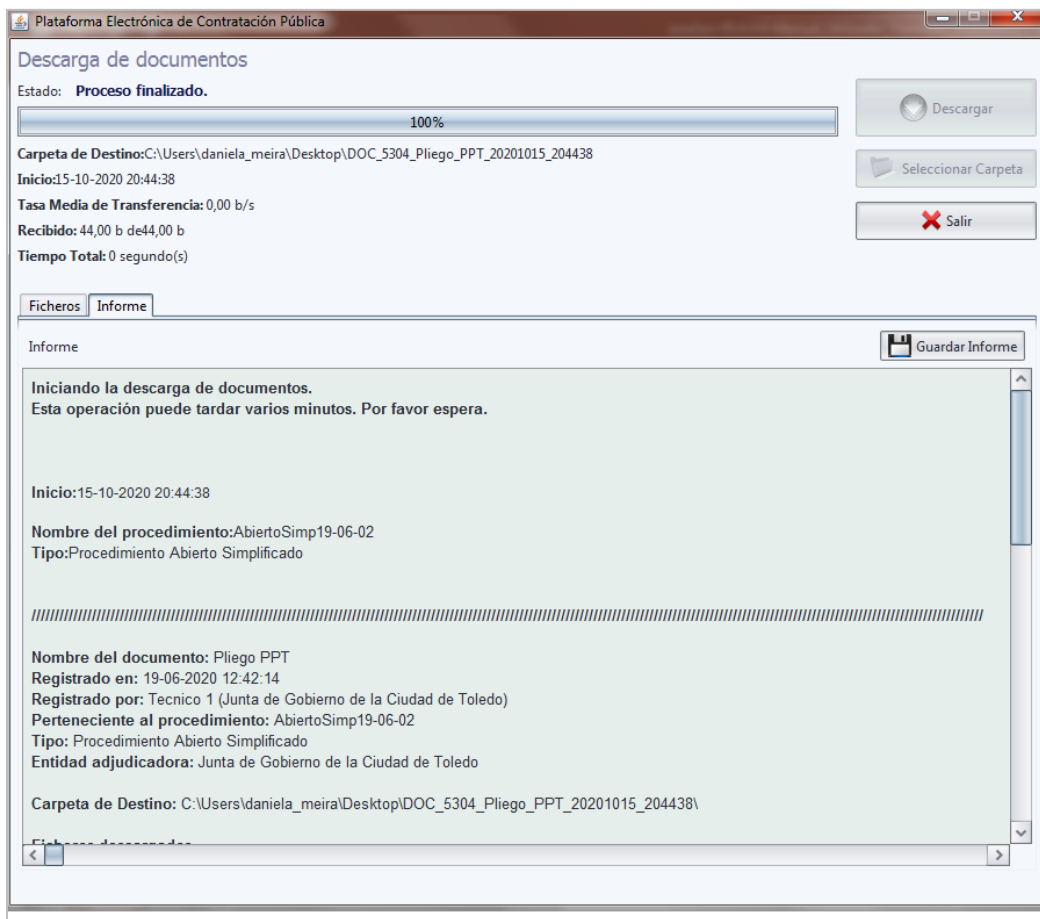 Plataforma Electrónica de Contratación Pública
Descarga de documentos
Estado: Proceso finalizado.
100%
Descargar
Carpeta de Destino:C:\Users\daniela_meira\Desktop\DOC_5304_Pliego_PPT_20201015_204438
Seleccionar Carpeta
Inicio:15-10-2020 20:44:38
Tasa Media de Transferencia: 0,00 b/s
Salir
Recibido: 44,00 b de44,00 b
Tiempo Total: 0 segundo(s)
Ficheros Informe
Informe
Guardar Informe
Iniciando la descarga de documentos.
Esta operación puede tardar varios minutos. Por favor espera.
Inicio:15-10-2020 20:44:38
Nombre del procedimiento:AbiertoSimp19-06-02
Tipo:Procedimiento Abierto Simplificado
Nombre del documento: Pliego PPT
Registrado en: 19-06-2020 12:42:14
Registrado por: Tecnico 1 (Junta de Gobierno de la Ciudad de Toledo)
Perteneciente al procedimiento: AbiertoSimp19-06-02
Tipo: Procedimiento Abierto Simplificado
Entidad adjudicadora: Junta de Gobierno de la Ciudad de Toledo
Carpeta de Destino: C:\Users\daniela_meira\Desktop\DOC_5304_Pliego_PPT_20201015_204438\